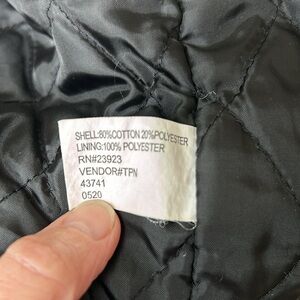 SHELL:80%COTTON 20%POLYESTER
LINING:100% POLYESTER
RN#23923
VENDOR#TPN
43741
0520